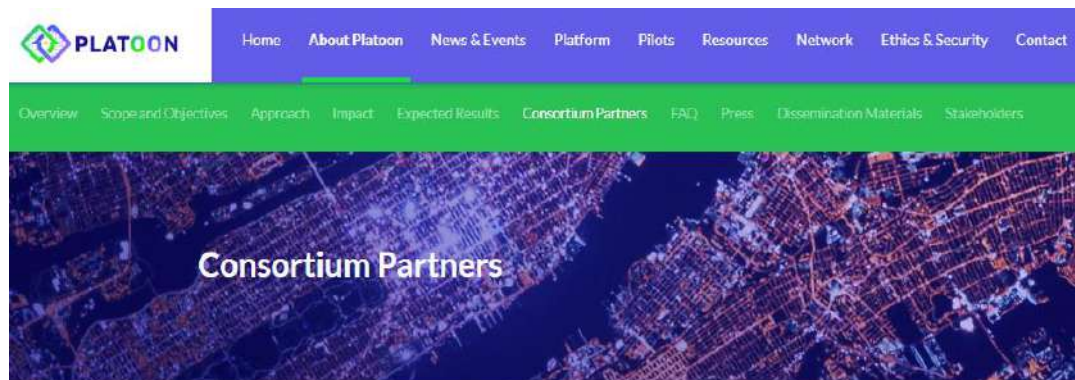 PLATOON Home About Platoon News & Events Platform Pilots Resources Network Ethics & Security Contact
Overview Scope and Objectives Approach Impact Expected Results Consortium Partners FAQ Press Dissemination Materials Stakeholders
Consortium Partners